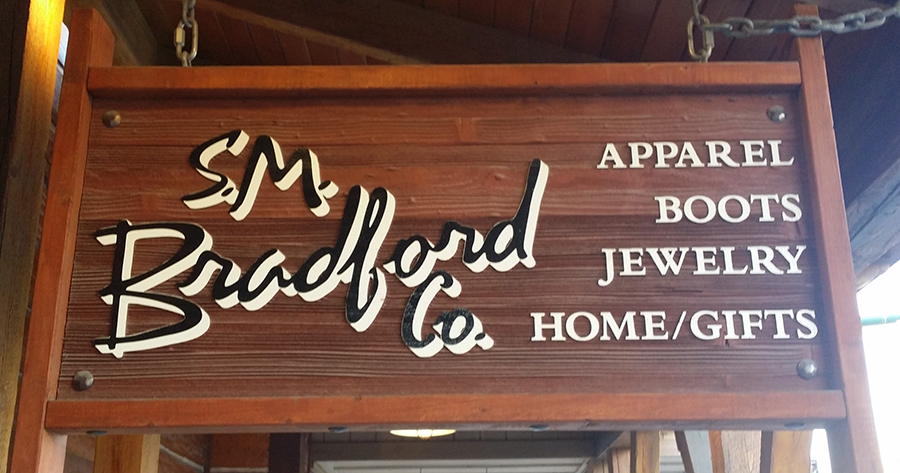 S.M.
Bradford
Co.
APPAREL
BOOTS
JEWELRY
HOME/GIFTS